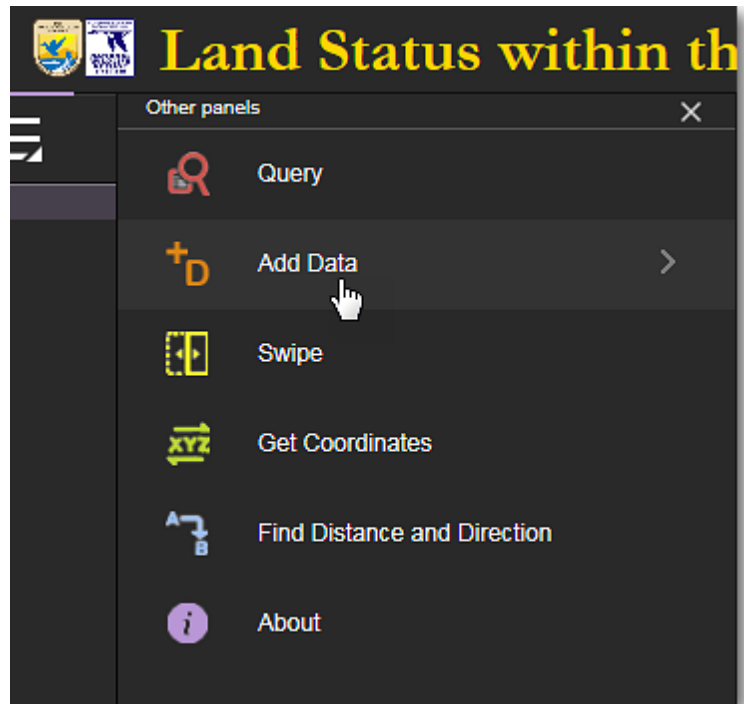 Land Status within th
Other panels
Query
+D
Add Data
Swipe
XYZ
Get Coordinates
A
B
Find Distance and Direction
i
About